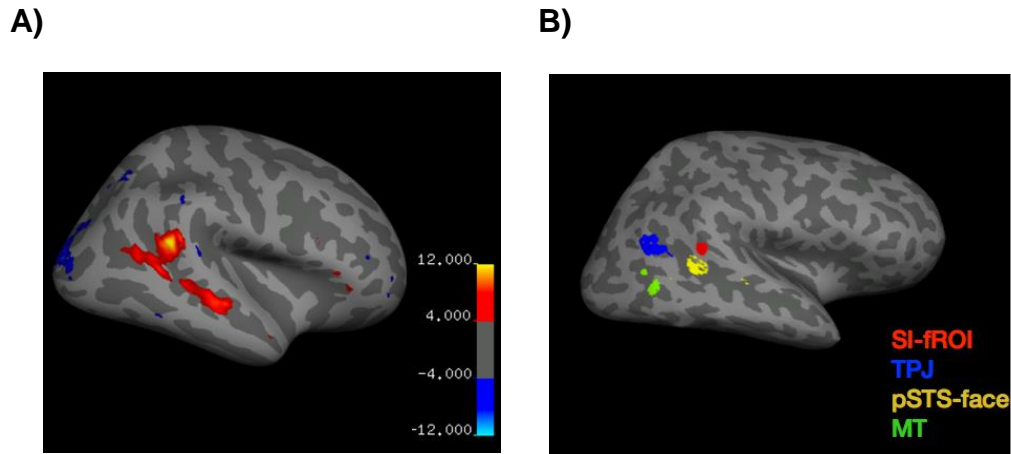 A)
B)
12.000
4.000
-4.000
-12.000
SI-fROI
TPJ
pSTS-face
MT